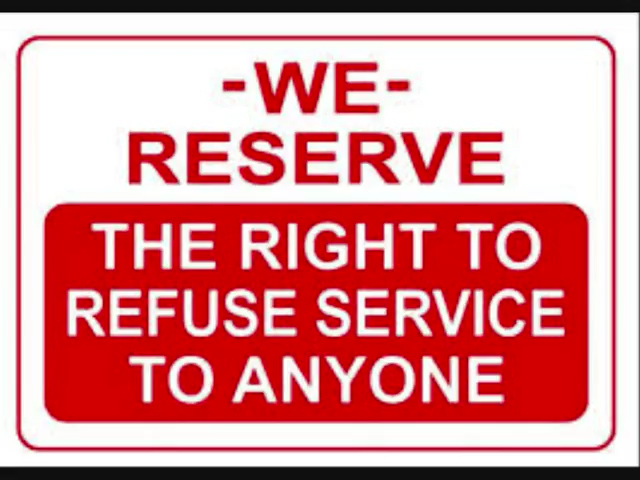 -WE-
RESERVE
THE RIGHT TO
REFUSE SERVICE
TO ANYONE